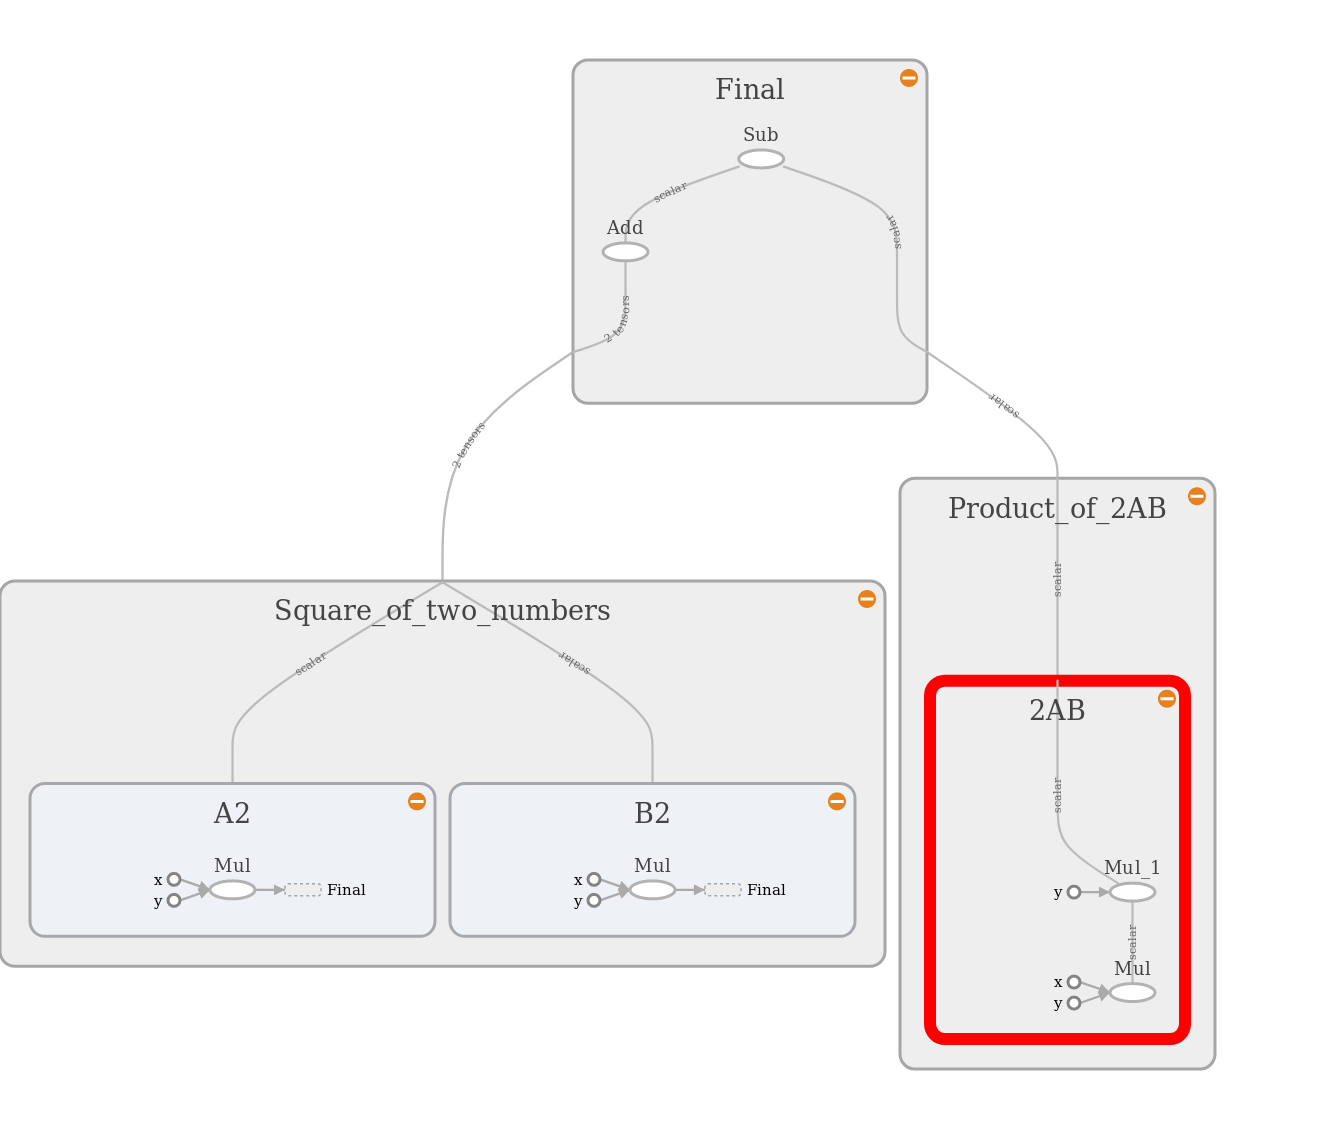 Final
Sub
scalar
scalar
Add
2 tensors
2 tensors
scalar
Product_of_2AB
scalar
Square_of_two_numbers
scalar
scalar
2AB
scalar
A2
Mul
x
y
Final
B2
Mul
x
y
Final
Mul_1
y
scalar
Mul
x
y